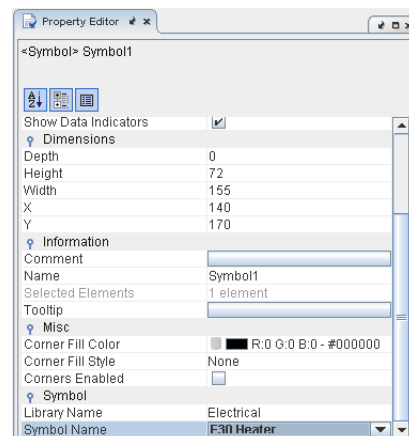 Property Editor
<Symbol> Symbol1
Show Data Indicators
Dimensions
Depth 0
Height 72
Width 155
X 140
Y 170
Information
Comment
Name Symbol1
Selected Elements 1 element
Tooltip
Misc
Corner Fill Color R:0 G:0 B:0 - #000000
Corner Fill Style None
Corners Enabled
Symbol
Library Name Electrical
Symbol Name F30 Heater